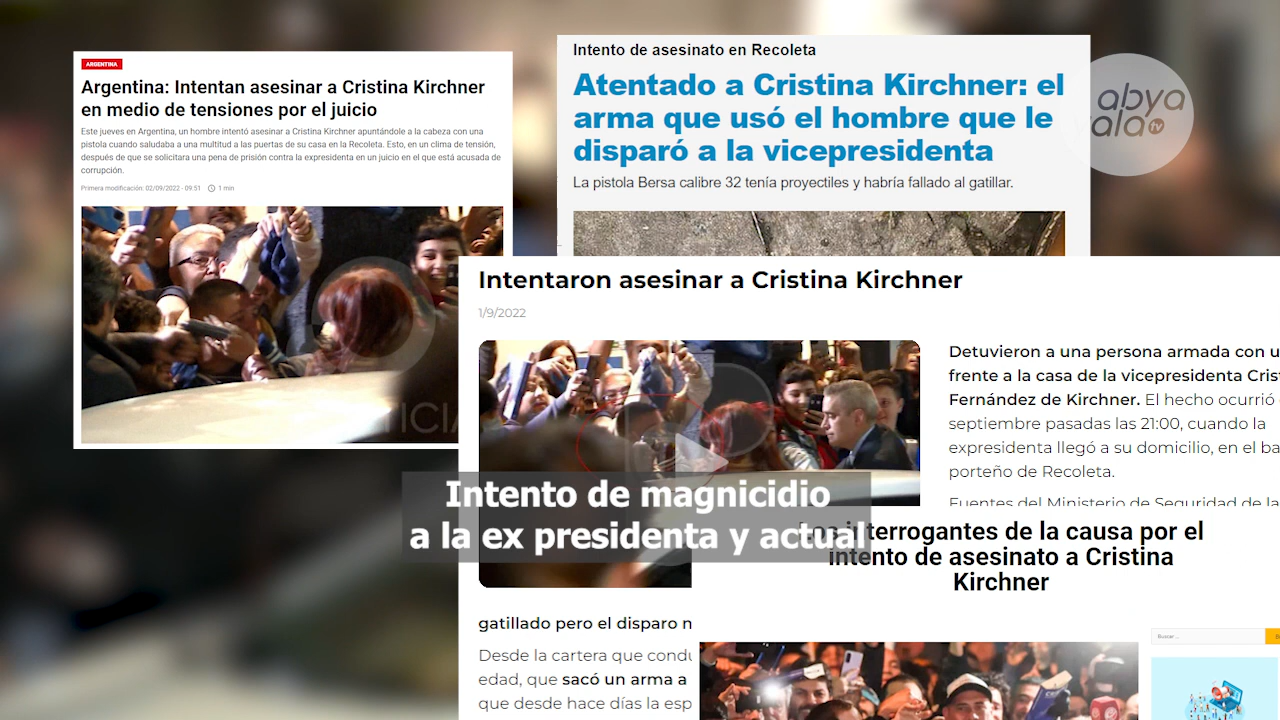 ARGENTINA
Argentina: Intentan asesinar a Cristina Kirchner
en medio de tensiones por el juicio
Este jueves en Argentina, un hombre intentó asesinar a Cristina Kirchner apuntándole a la cabeza con una
pistola cuando saludaba a una multitud a las puertas de su casa en la Recoleta. Esto, en un clima de tensión,
después de que se solicitara una pena de prisión contra la expresidenta en un juicio en el que está acusada de
corrupción.
Primera modificación: 02/09/2022 - 09:51 1 min
Intento de asesinato en Recoleta
Atentado a Cristina Kirchner: el
arma que usó el hombre que le
disparó a la vicepresidenta
La pistola Bersa calibre 32 tenía proyectiles y habría fallado al gatillar.
abya
yala tv
Intentaron asesinar a Cristina Kirchner
1/9/2022
Detuvieron a una persona armada con u
frente a la casa de la vicepresidenta Cris
Fernández de Kirchner. El hecho ocurrió
septiembre pasadas las 21:00, cuando la
expresidenta llegó a su domicilio, en el ba
porteño de Recoleta.
Fuentes del Ministerio de Seguridad de la
Intento de magnicidio
a la ex presidenta y actual
Los interrogantes de la causa por el
intento de asesinato a Cristina
Kirchner
gatillado pero el disparo n
Desde la cartera que condu
edad, que sacó un arma a
que desde hace días la esp
Buscar ...